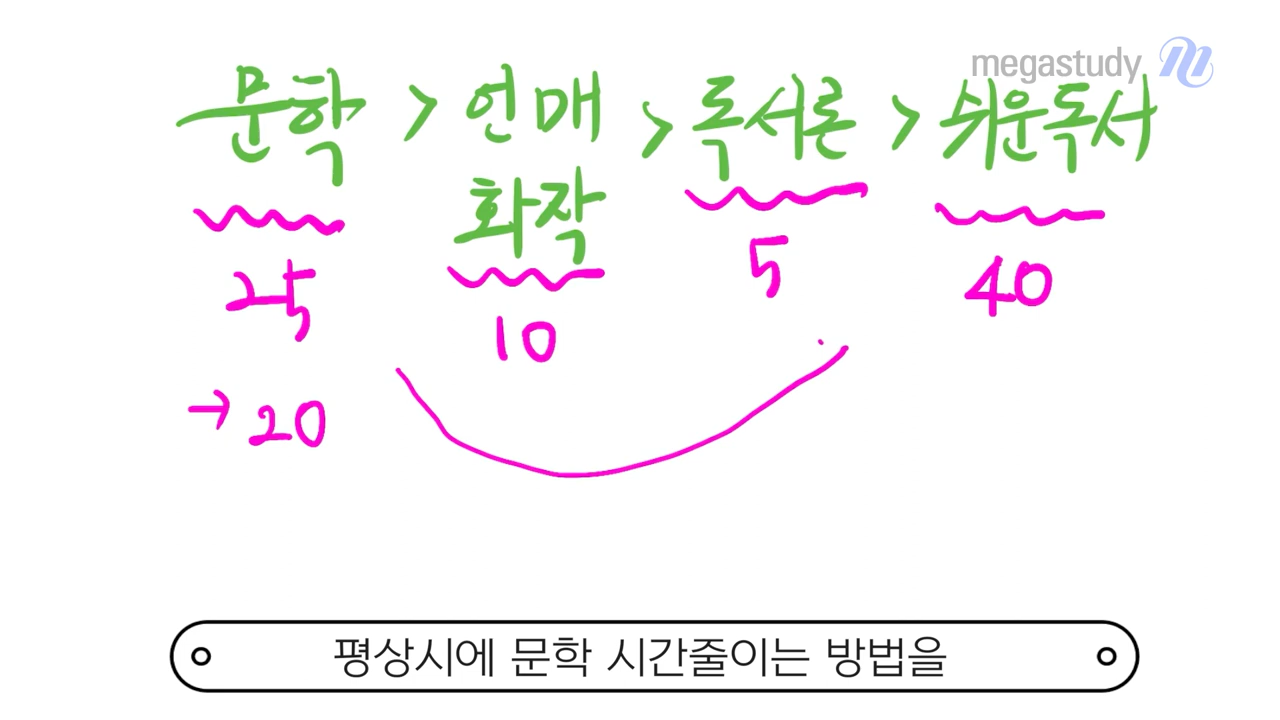 megastudy
문학 > 언매 > 독서론 > 쉬운독서
화작
25 10 5 40
→ 20
평상시에 문학 시간줄이는 방법을